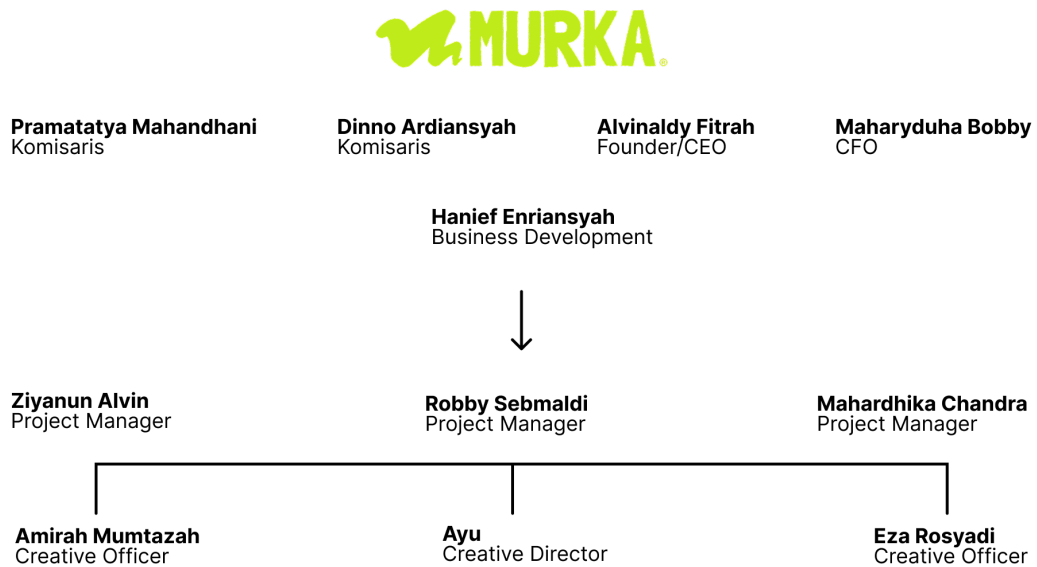 MURKA®
Pramatatya Mahandhani
Komisaris
Dinno Ardiansyah
Komisaris
Alvinaldy Fitrah
Founder/CEO
Maharyduha Bobby
CFO
Hanief Enriansyah
Business Development
Ziyanun Alvin
Project Manager
Robby Sebmaldi
Project Manager
Mahardhika Chandra
Project Manager
Amirah Mumtazah
Creative Officer
Ayu
Creative Director
Eza Rosyadi
Creative Officer